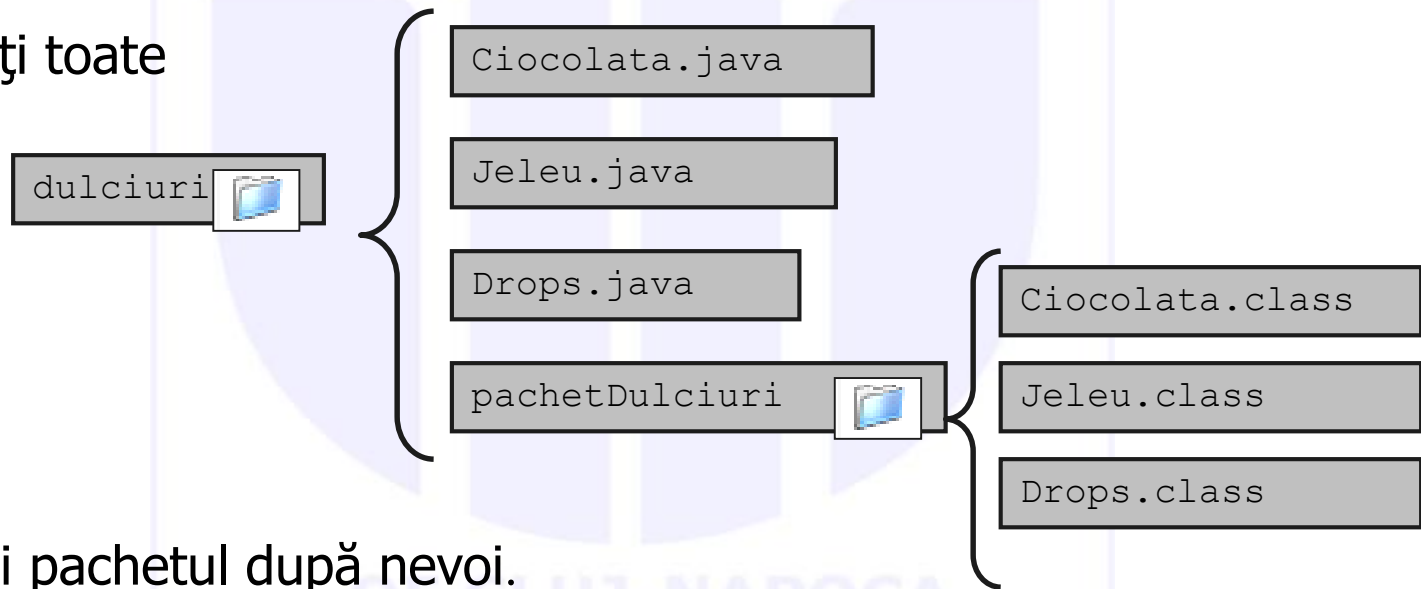 ţi toate
dulciuri
Ciocolata.java
Jeleu.java
Drops.java
pachetDulciuri
Ciocolata.class
Jeleu.class
Drops.class
i pachetul după nevoi.